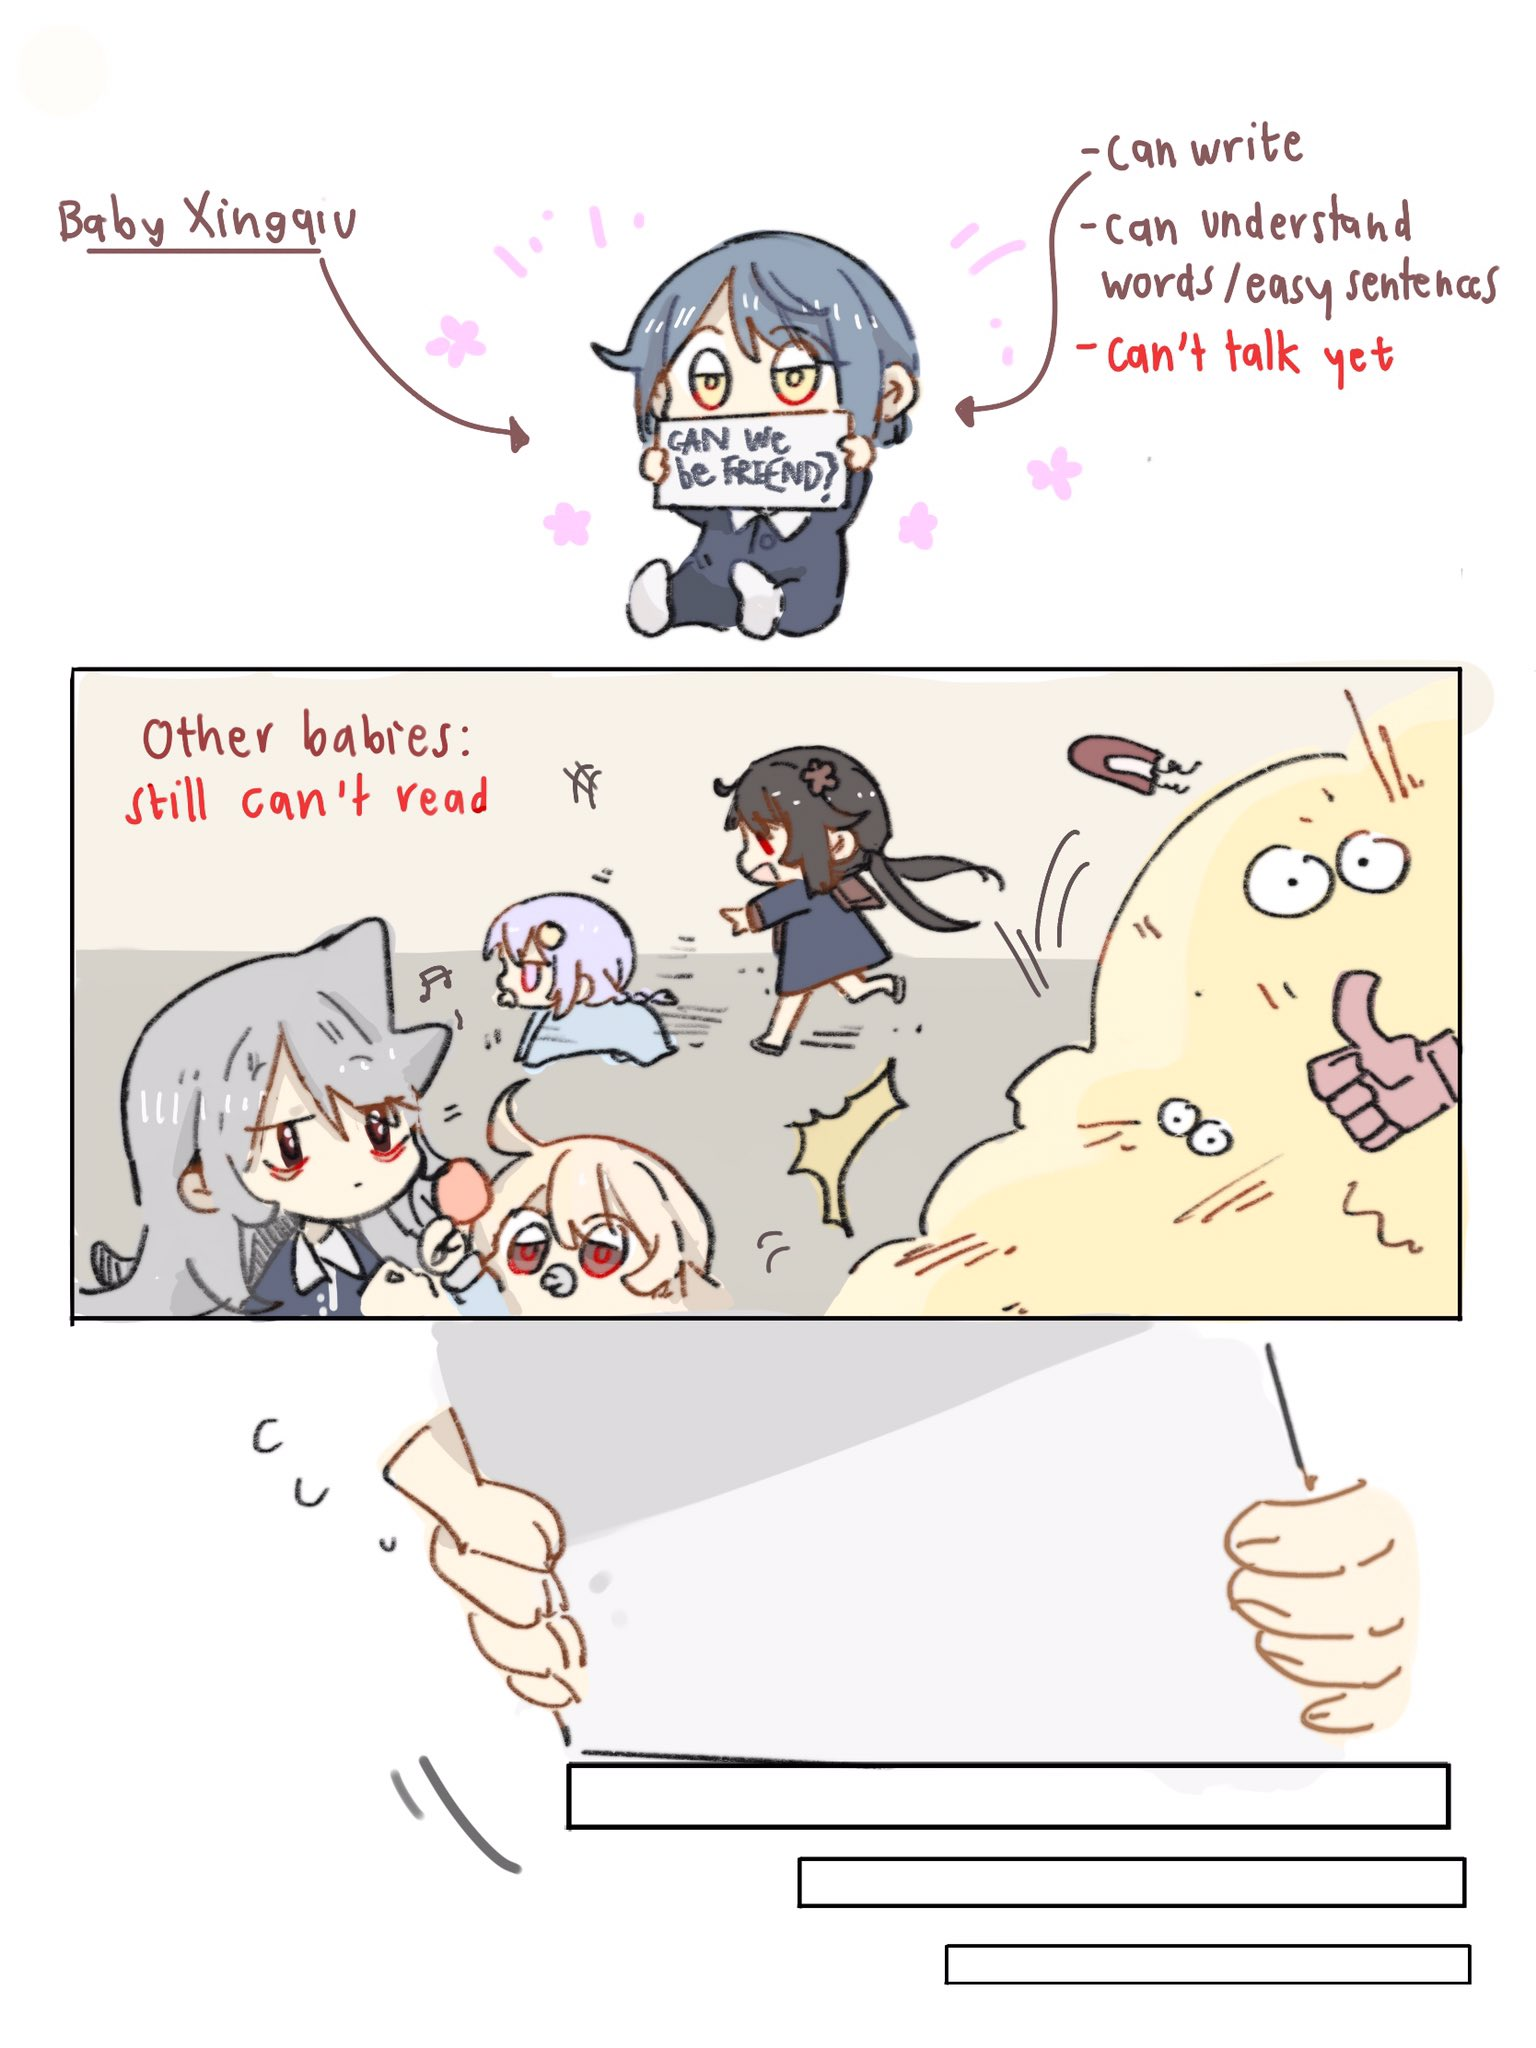 Baby Xingqiu
- can write
- can understand
words/easy sentences
- can't talk yet
CAN We
be FRIEND?
Other babies:
still can't read